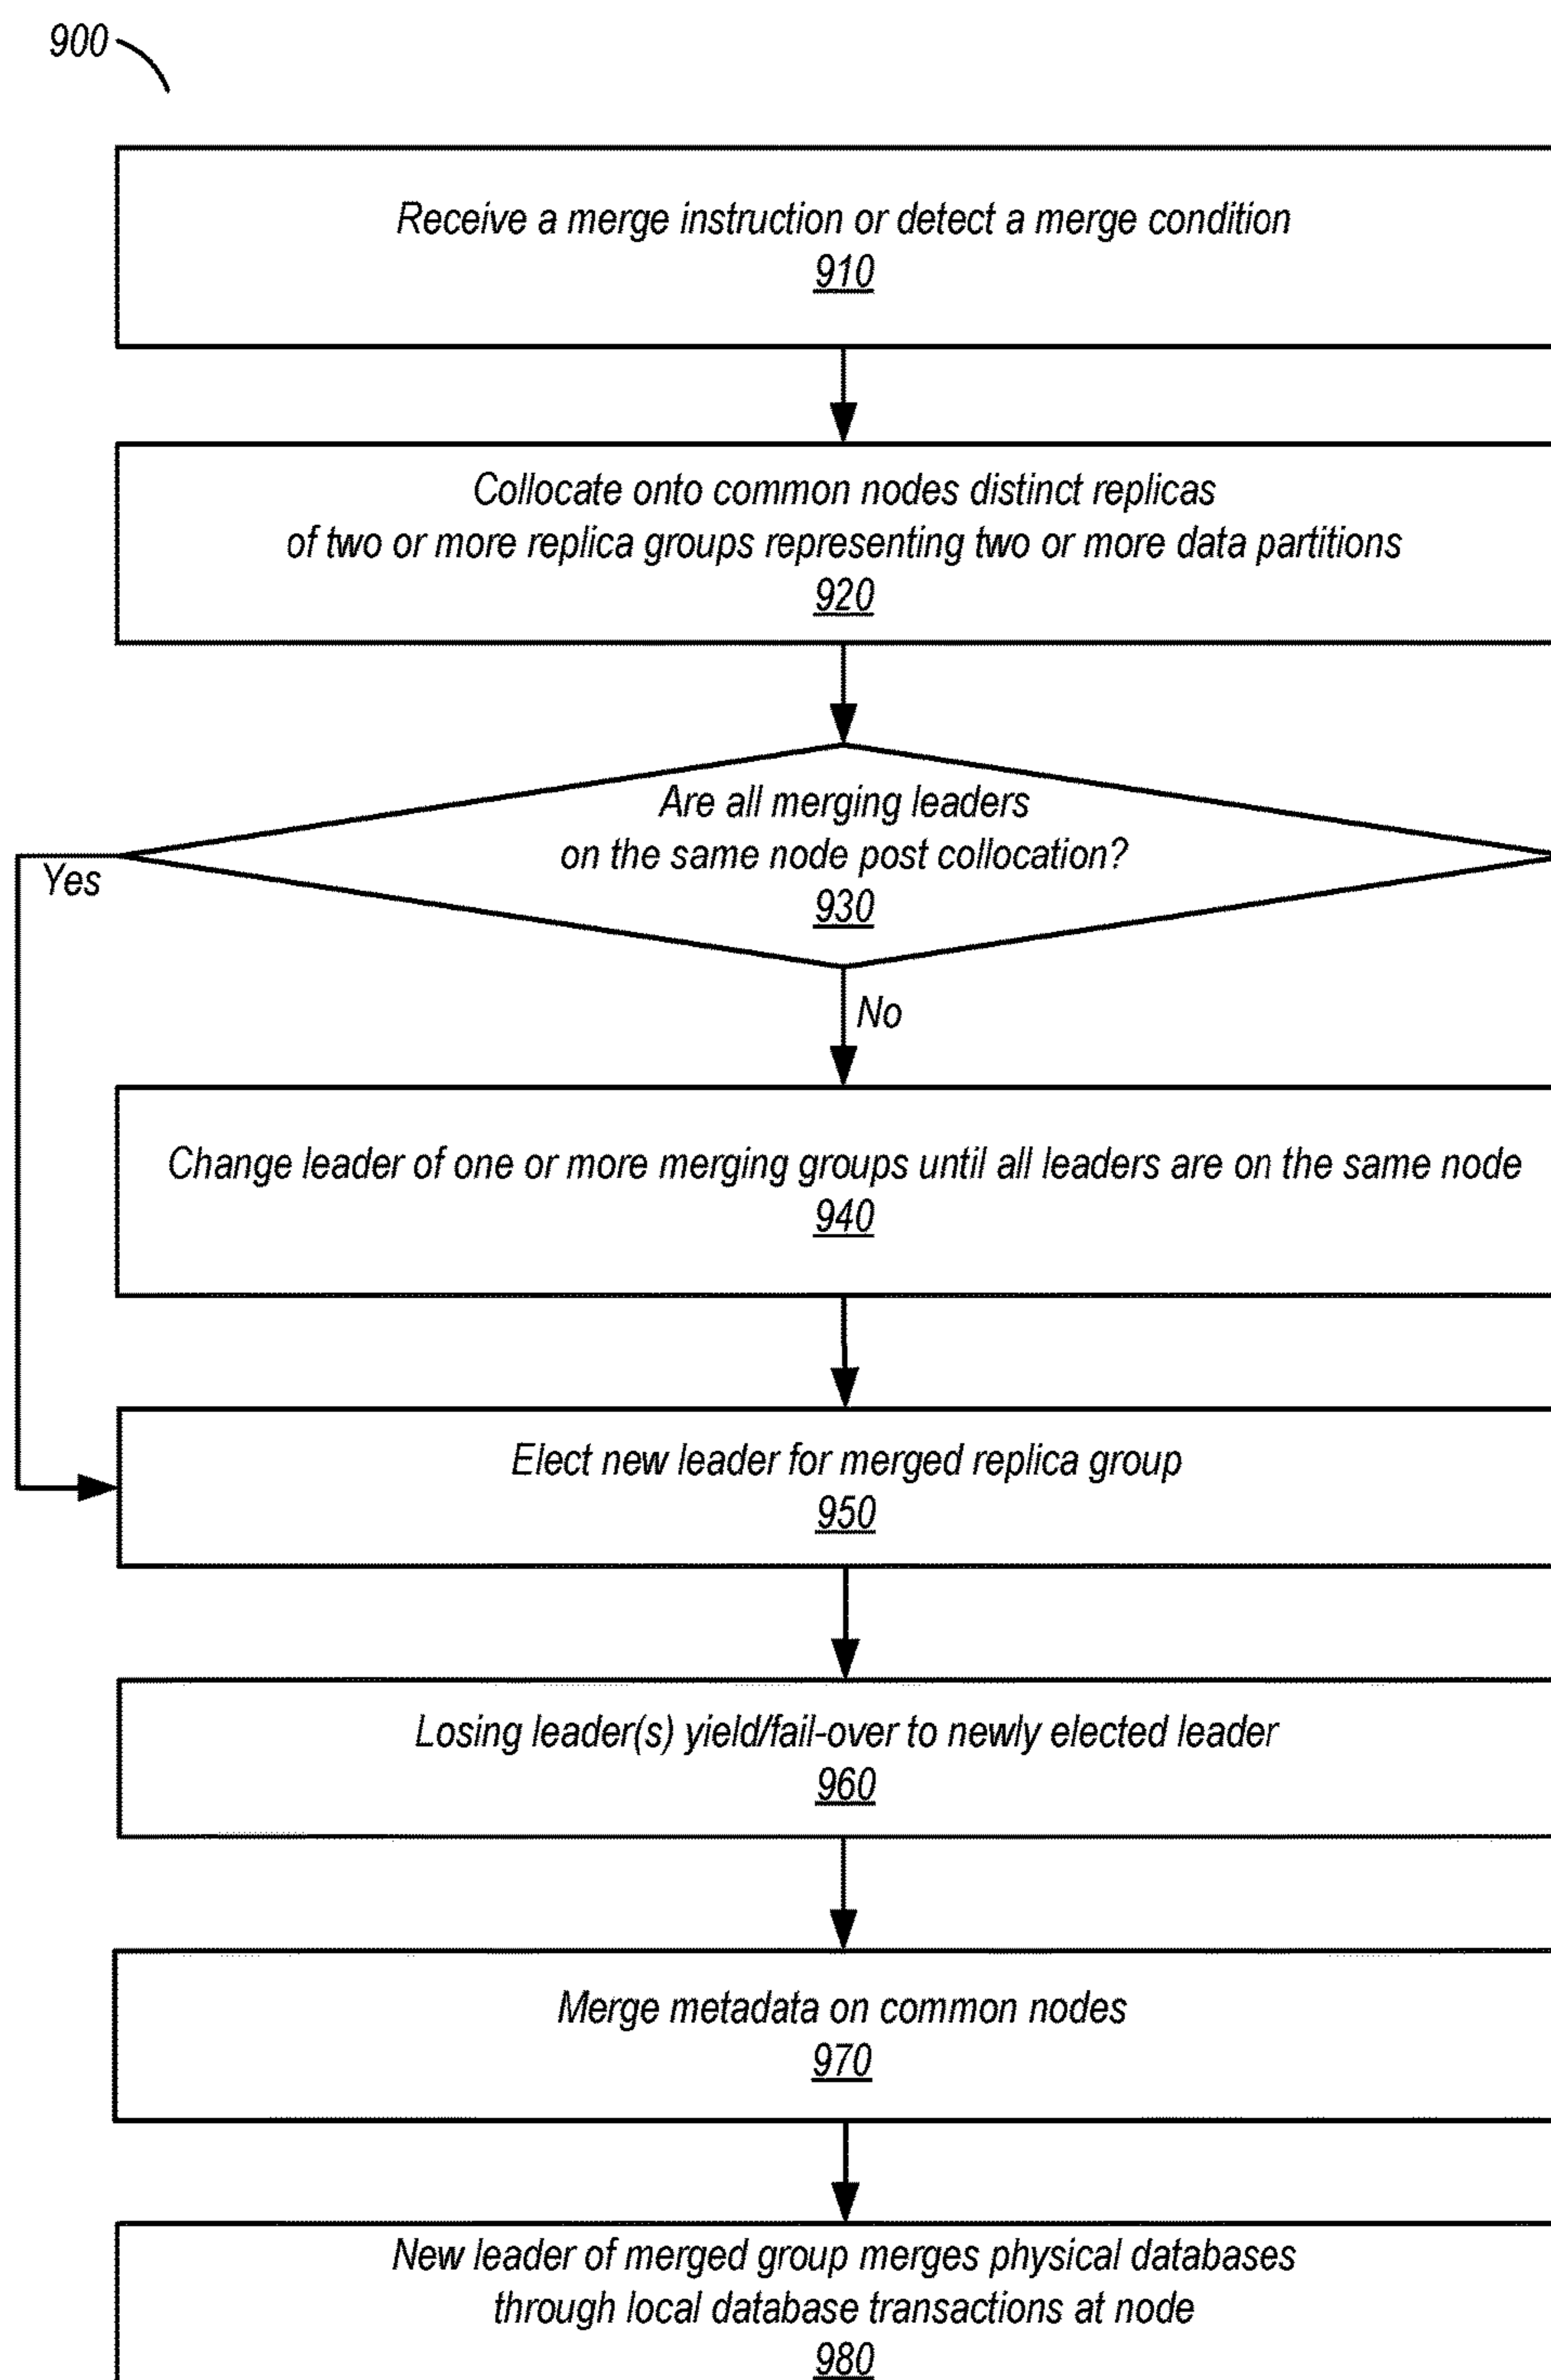 900
Receive a merge instruction or detect a merge condition
910
Collocate onto common nodes distinct replicas
of two or more replica groups representing two or more data partitions
920
Are all merging leaders
on the same node post collocation?
930
Yes
No
Change leader of one or more merging groups until all leaders are on the same node
940
Elect new leader for merged replica group
950
Losing leader(s) yield/fail-over to newly elected leader
960
Merge metadata on common nodes
970
New leader of merged group merges physical databases
through local database transactions at node
980